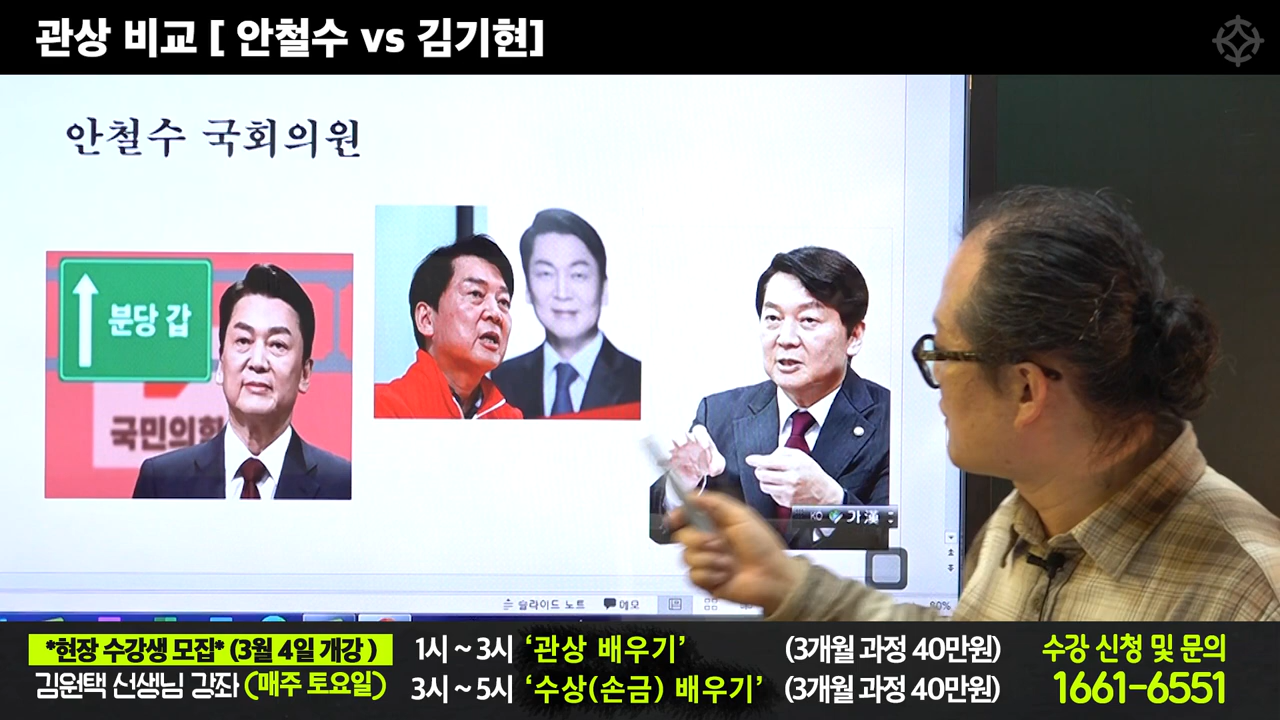 관상 비교 [ 안철수 vs 김기현]
안철수 국회의원
분당 갑
국민의힘
KO 가 漢
슬라이드 노트 메모 80%
*현장 수강생 모집* (3월 4일 개강 )
김원택 선생님 강좌 (매주 토요일)
1시 ~ 3시 ‘관상 배우기’ (3개월 과정 40만원)
3시 ~ 5시 ‘수상(손금) 배우기’ (3개월 과정 40만원)
수강 신청 및 문의
1661-6551